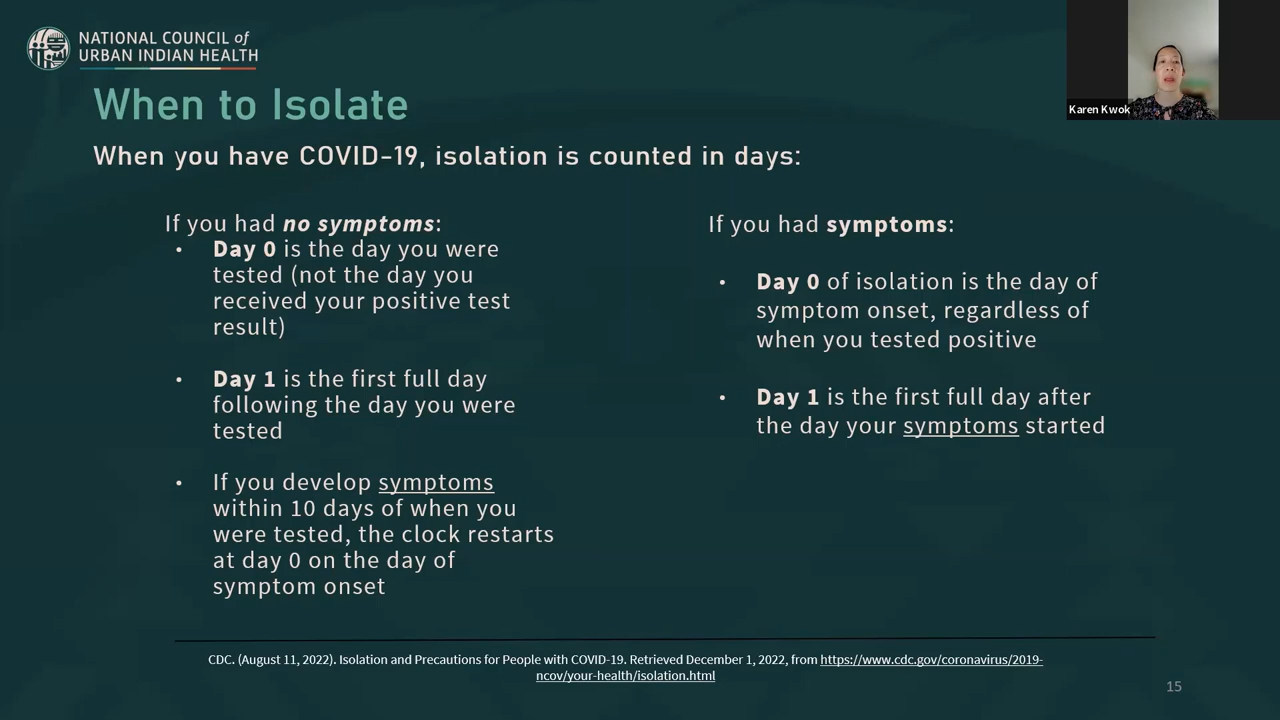 NATIONAL COUNCIL of
URBAN INDIAN HEALTH
Karen Kwok
When to Isolate
When you have COVID-19, isolation is counted in days:
If you had no symptoms:
• Day 0 is the day you were
tested (not the day you
received your positive test
result)
• Day 1 is the first full day
following the day you were
tested
• If you develop symptoms
within 10 days of when you
were tested, the clock restarts
at day 0 on the day of
symptom onset
If you had symptoms:
• Day 0 of isolation is the day of
symptom onset, regardless of
when you tested positive
• Day 1 is the first full day after
the day your symptoms started
CDC. (August 11, 2022). Isolation and Precautions for People with COVID-19. Retrieved December 1, 2022, from https://www.cdc.gov/coronavirus/2019-
ncov/your-health/isolation.html
15